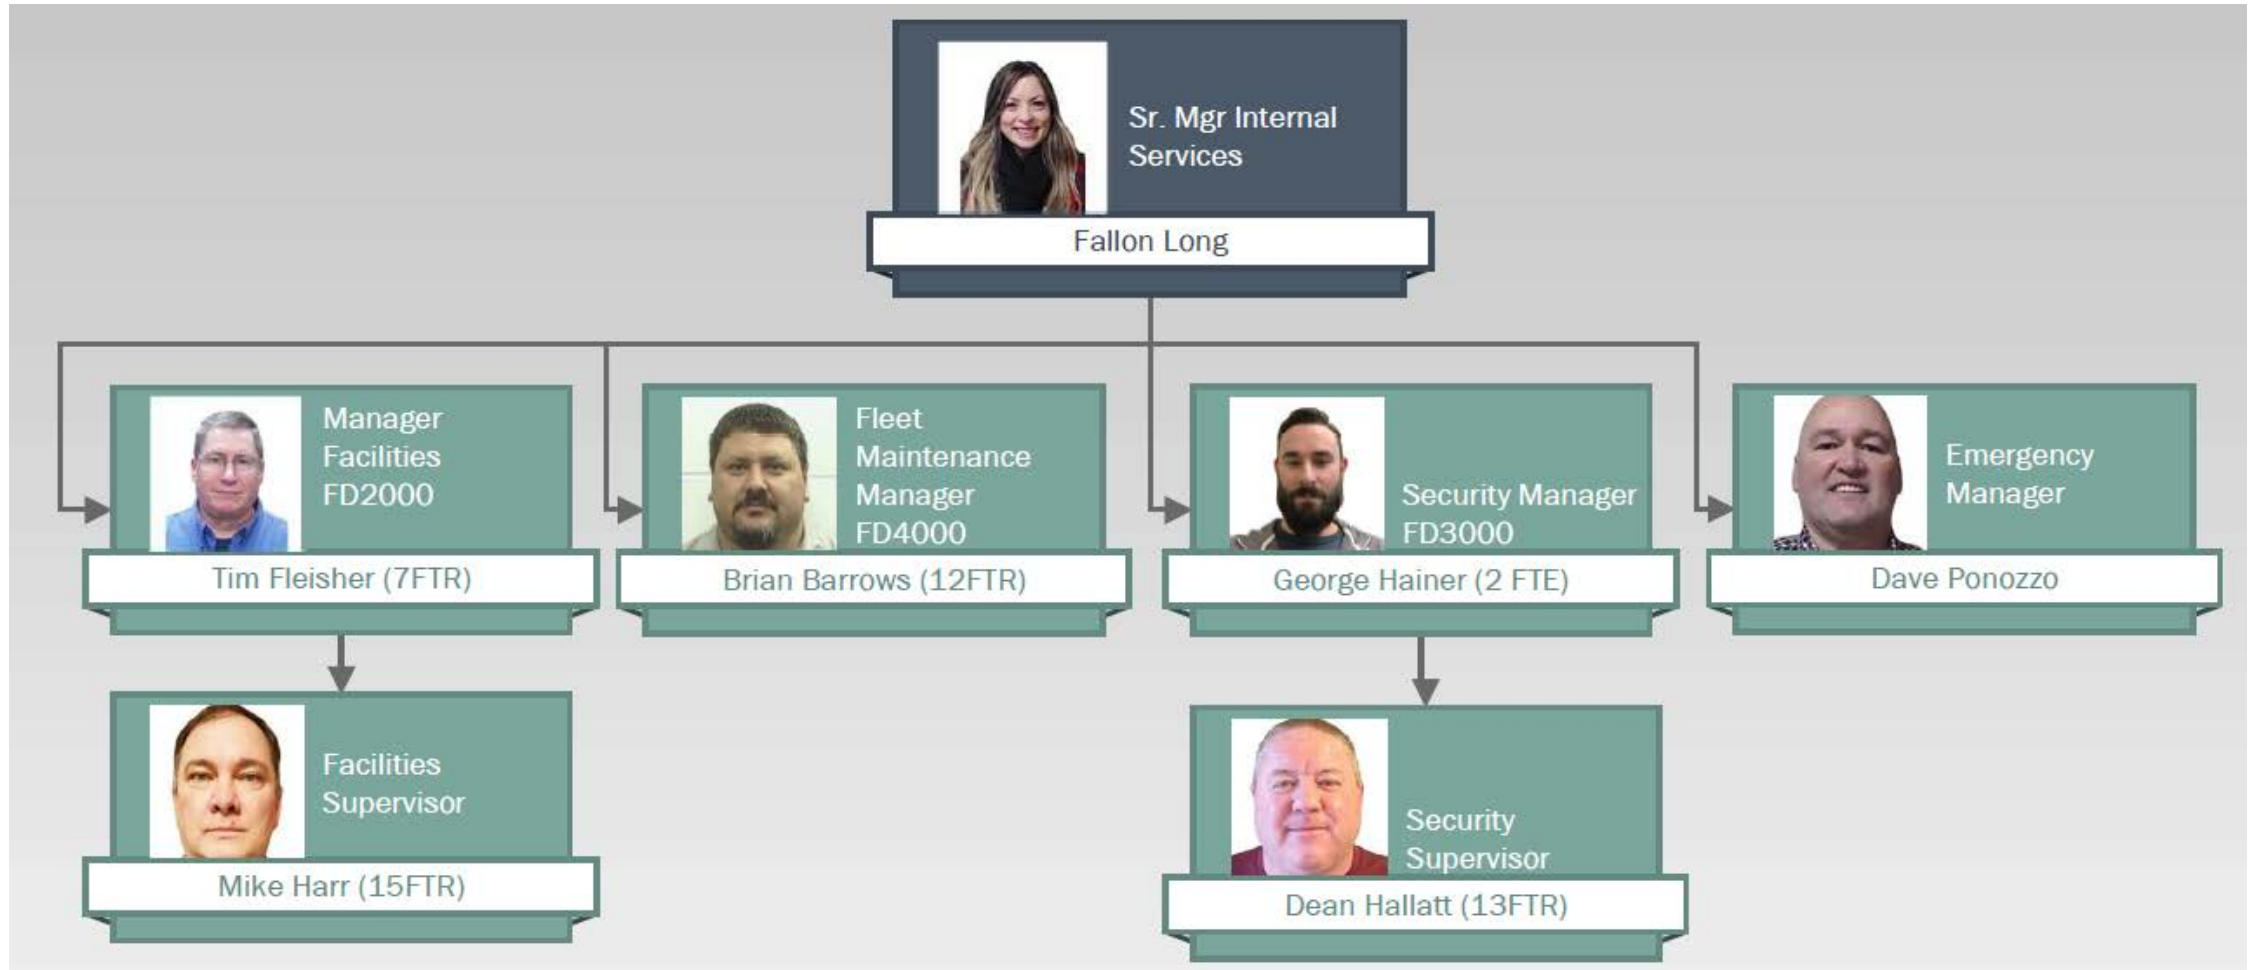 Sr. Mgr Internal
Services
Fallon Long
Manager
Facilities
FD2000
Tim Fleisher (7FTR)
Fleet
Maintenance
Manager
FD4000
Brian Barrows (12FTR)
Security Manager
FD3000
George Hainer (2 FTE)
Emergency
Manager
Dave Ponozzo
Facilities
Supervisor
Mike Harr (15FTR)
Security
Supervisor
Dean Hallatt (13FTR)